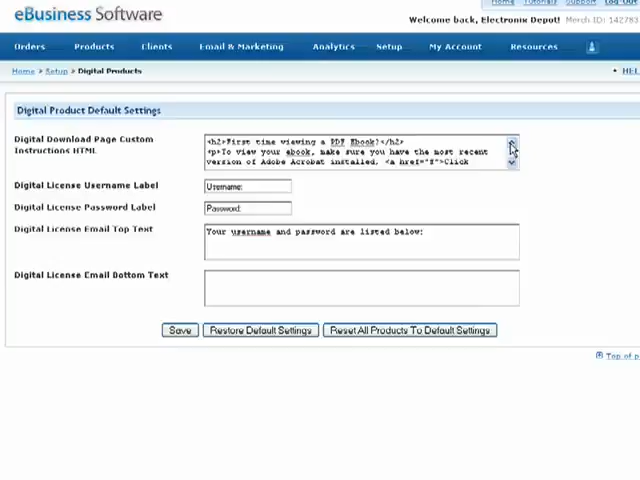 Home Tutorials Support Log-Out
eBusiness Software
Welcome back, Electronix Depot! Merch ID: 142783
Orders Products Clients Email & Marketing Analytics Setup My Account Resources
Home > Setup > Digital Products
HEL
Digital Product Default Settings
Digital Download Page Custom
Instructions HTML
<h2>First time viewing a PDF Ebook?</h2>
<p>To view your ebook, make sure you have the most recent
version of Adobe Acrobat installed, <a href="#">Click
Digital License Username Label
Username:
Digital License Password Label
Password:
Digital License Email Top Text
Your username and password are listed below:
Digital License Email Bottom Text
Save Restore Default Settings Reset All Products To Default Settings
Top of p